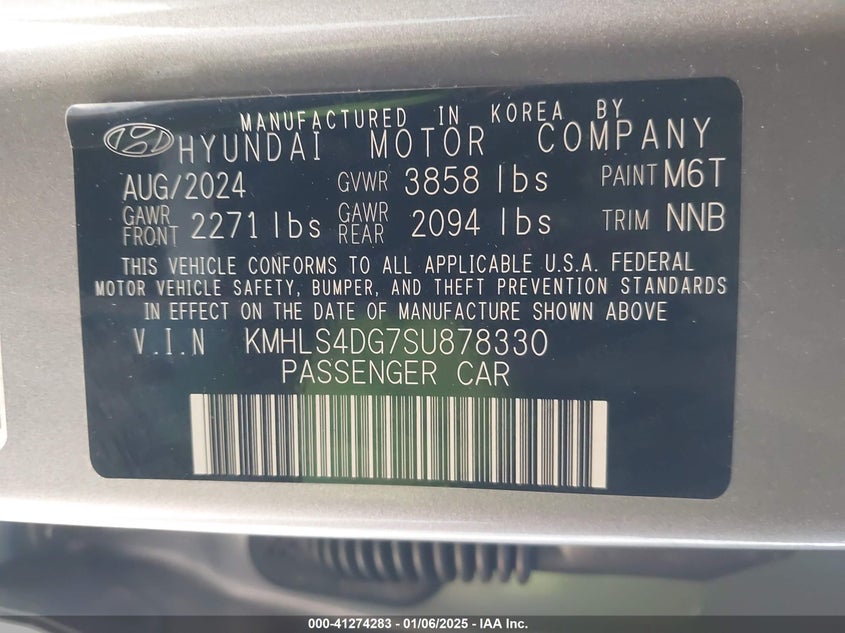 MANUFACTURED IN KOREA BY
HYUNDAI MOTOR COMPANY
AUG/2024 GVWR 3858 lbs PAINT M6T
GAWR FRONT 2271 lbs GAWR REAR 2094 lbs TRIM NNB
THIS VEHICLE CONFORMS TO ALL APPLICABLE U.S.A. FEDERAL
MOTOR VEHICLE SAFETY, BUMPER, AND THEFT PREVENTION STANDARDS
IN EFFECT ON THE DATE OF MANUFACTURE SHOWN ABOVE
V.I.N KMHLS4DG7SU878330
PASSENGER CAR
000-41274283 - 01/06/2025 - IAA Inc.